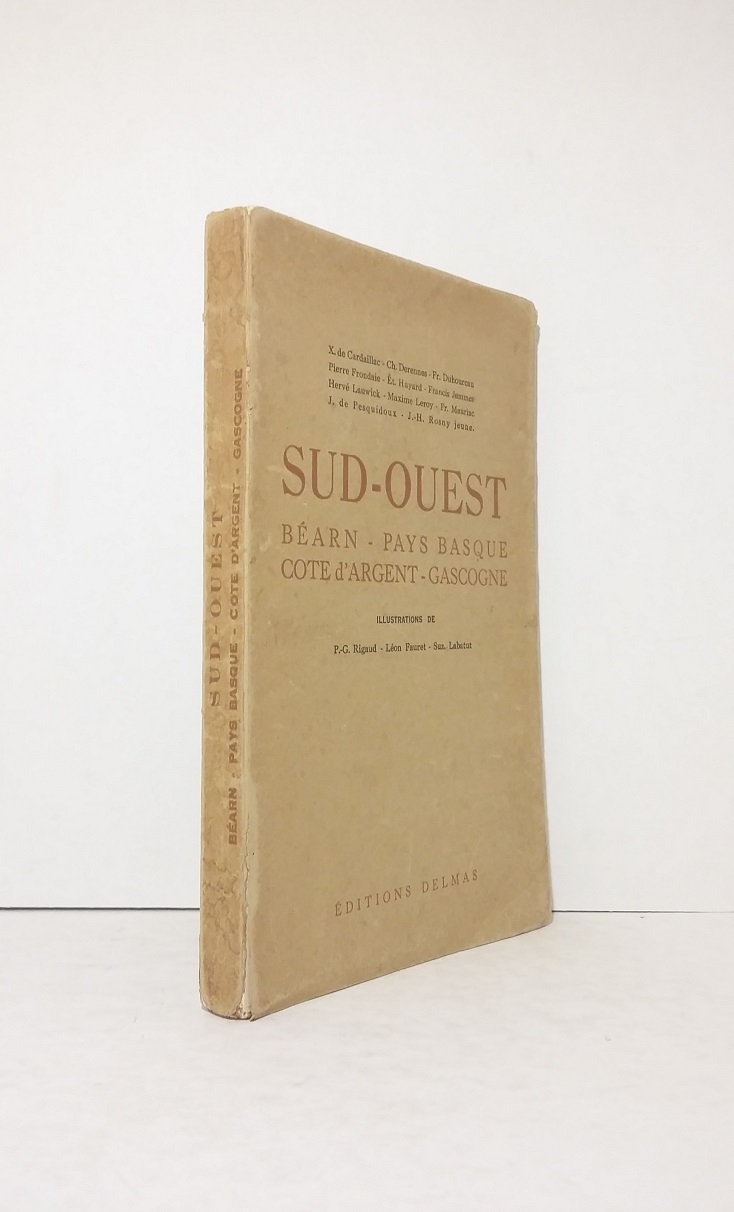 X. de Cardaillac - Ch. Derennes - Fr. Duhourcau
Pierre Frondaie - Ét. Huyard - Francis Jammes
Hervé Lauwick - Maxime Leroy - Fr. Mauriac
J. de Pesquidoux - J.-H. Rosny jeune.
SUD-OUEST
BÉARN - PAYS BASQUE
COTE d'ARGENT - GASCOGNE
ILLUSTRATIONS DE
P.-G. Rigaud - Léon Fauret - Suz. Labatut
ÉDITIONS DELMAS
SUD-OUEST
BÉARN - PAYS BASQUE - COTE D'ARGENT - GASCOGNE